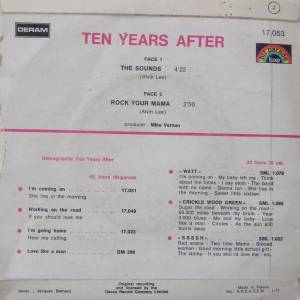 DERAM
TEN YEARS AFTER
17.053
FACE 1
THE SOUNDS 4'22
(Alvin Lee)
FACE 2
ROCK YOUR MAMA 2'50
(Alvin Lee)
producer : Mike Vernon
Discographie Ten Years After
45 tours
33 tours 30 cm.
I'm coming on 17.051
She lies in the morning
Working on the road 17.049
If you should love me
I'm going home 17.023
Hear me calling
Love like a man DM 299
« WATT » SML. 1.078
I'm coming on - My baby left me - Think
about the times - I say yeah - The band
with no name - Gonna run - She lies in
the morning - Sweet little sixteen.
« CRICKLE WOOD GREEN » SML. 1.065
Sugar the road - Working on the road -
50.000 miles beneath my brain - Year
3.000 blues - Me and my baby - Love
like a man - Circles - As the sun still
burns away
« SSSSH » SML. 1.052
Bad scene - Two time Mama - Stoned
woman - Good morning little school girl -
The stomp - If you should love me
Original recording
and licensed by the
Decca Record Company Limited
Made in France